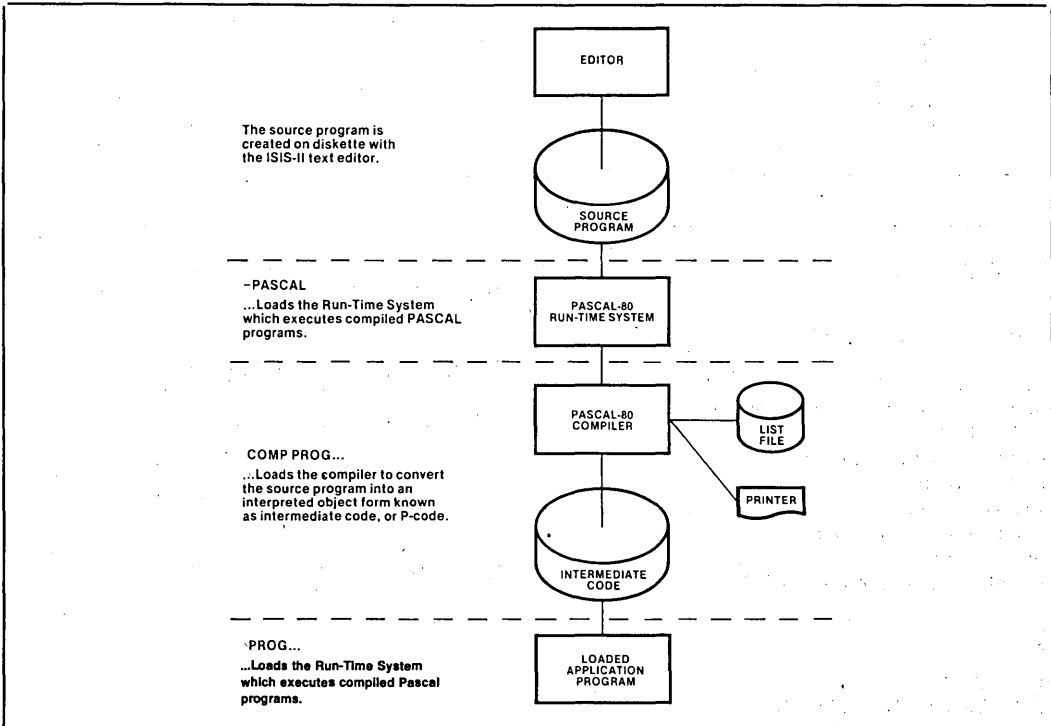 EDITOR
The source program is
created on diskette with
the ISIS-II text editor.
SOURCE
PROGRAM
–PASCAL
...Loads the Run-Time System
which executes compiled PASCAL
programs.
PASCAL-80
RUN-TIME SYSTEM
PASCAL-80
COMPILER
LIST
FILE
COMP PROG...
...Loads the compiler to convert
the source program into an
interpreted object form known
as intermediate code, or P-code.
PRINTER
INTERMEDIATE
CODE
PROG...
...Loads the Run-Time System
which executes compiled Pascal
programs.
LOADED
APPLICATION
PROGRAM